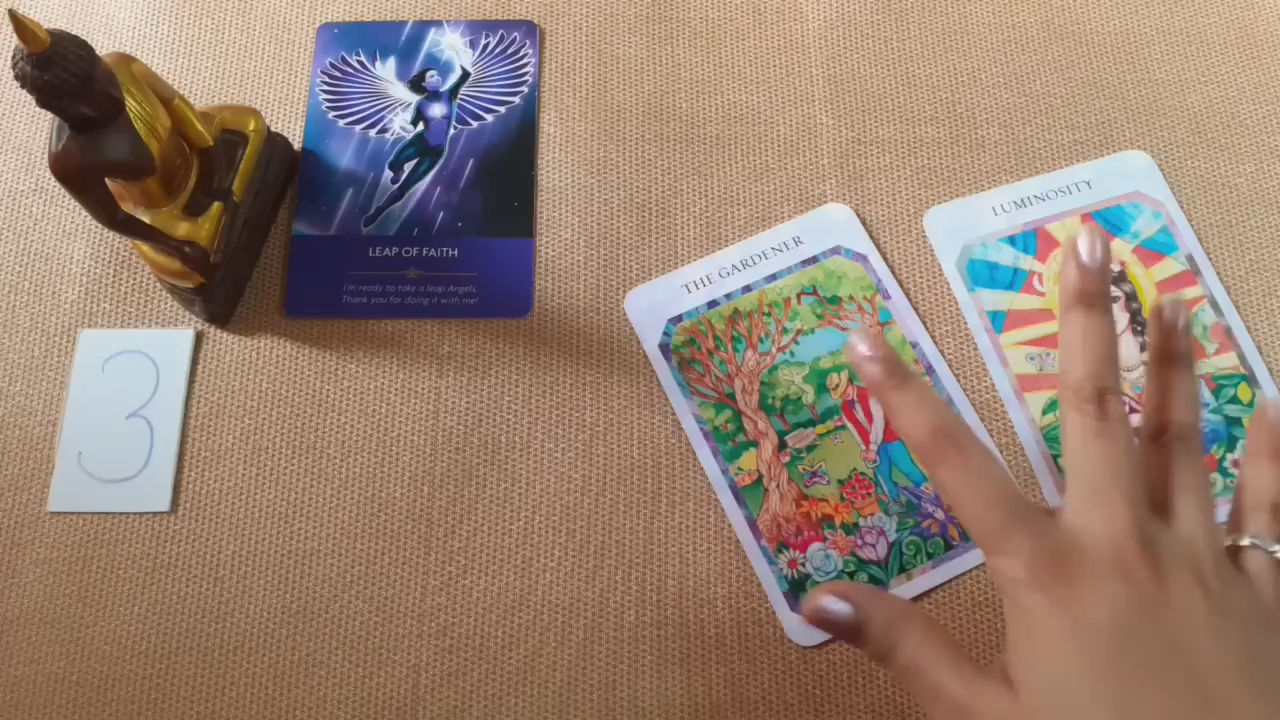 LEAP OF FAITH
I'm ready to take a leap Angels.
Thank you for doing it with me!
3
THE GARDENER
LUMINOSITY